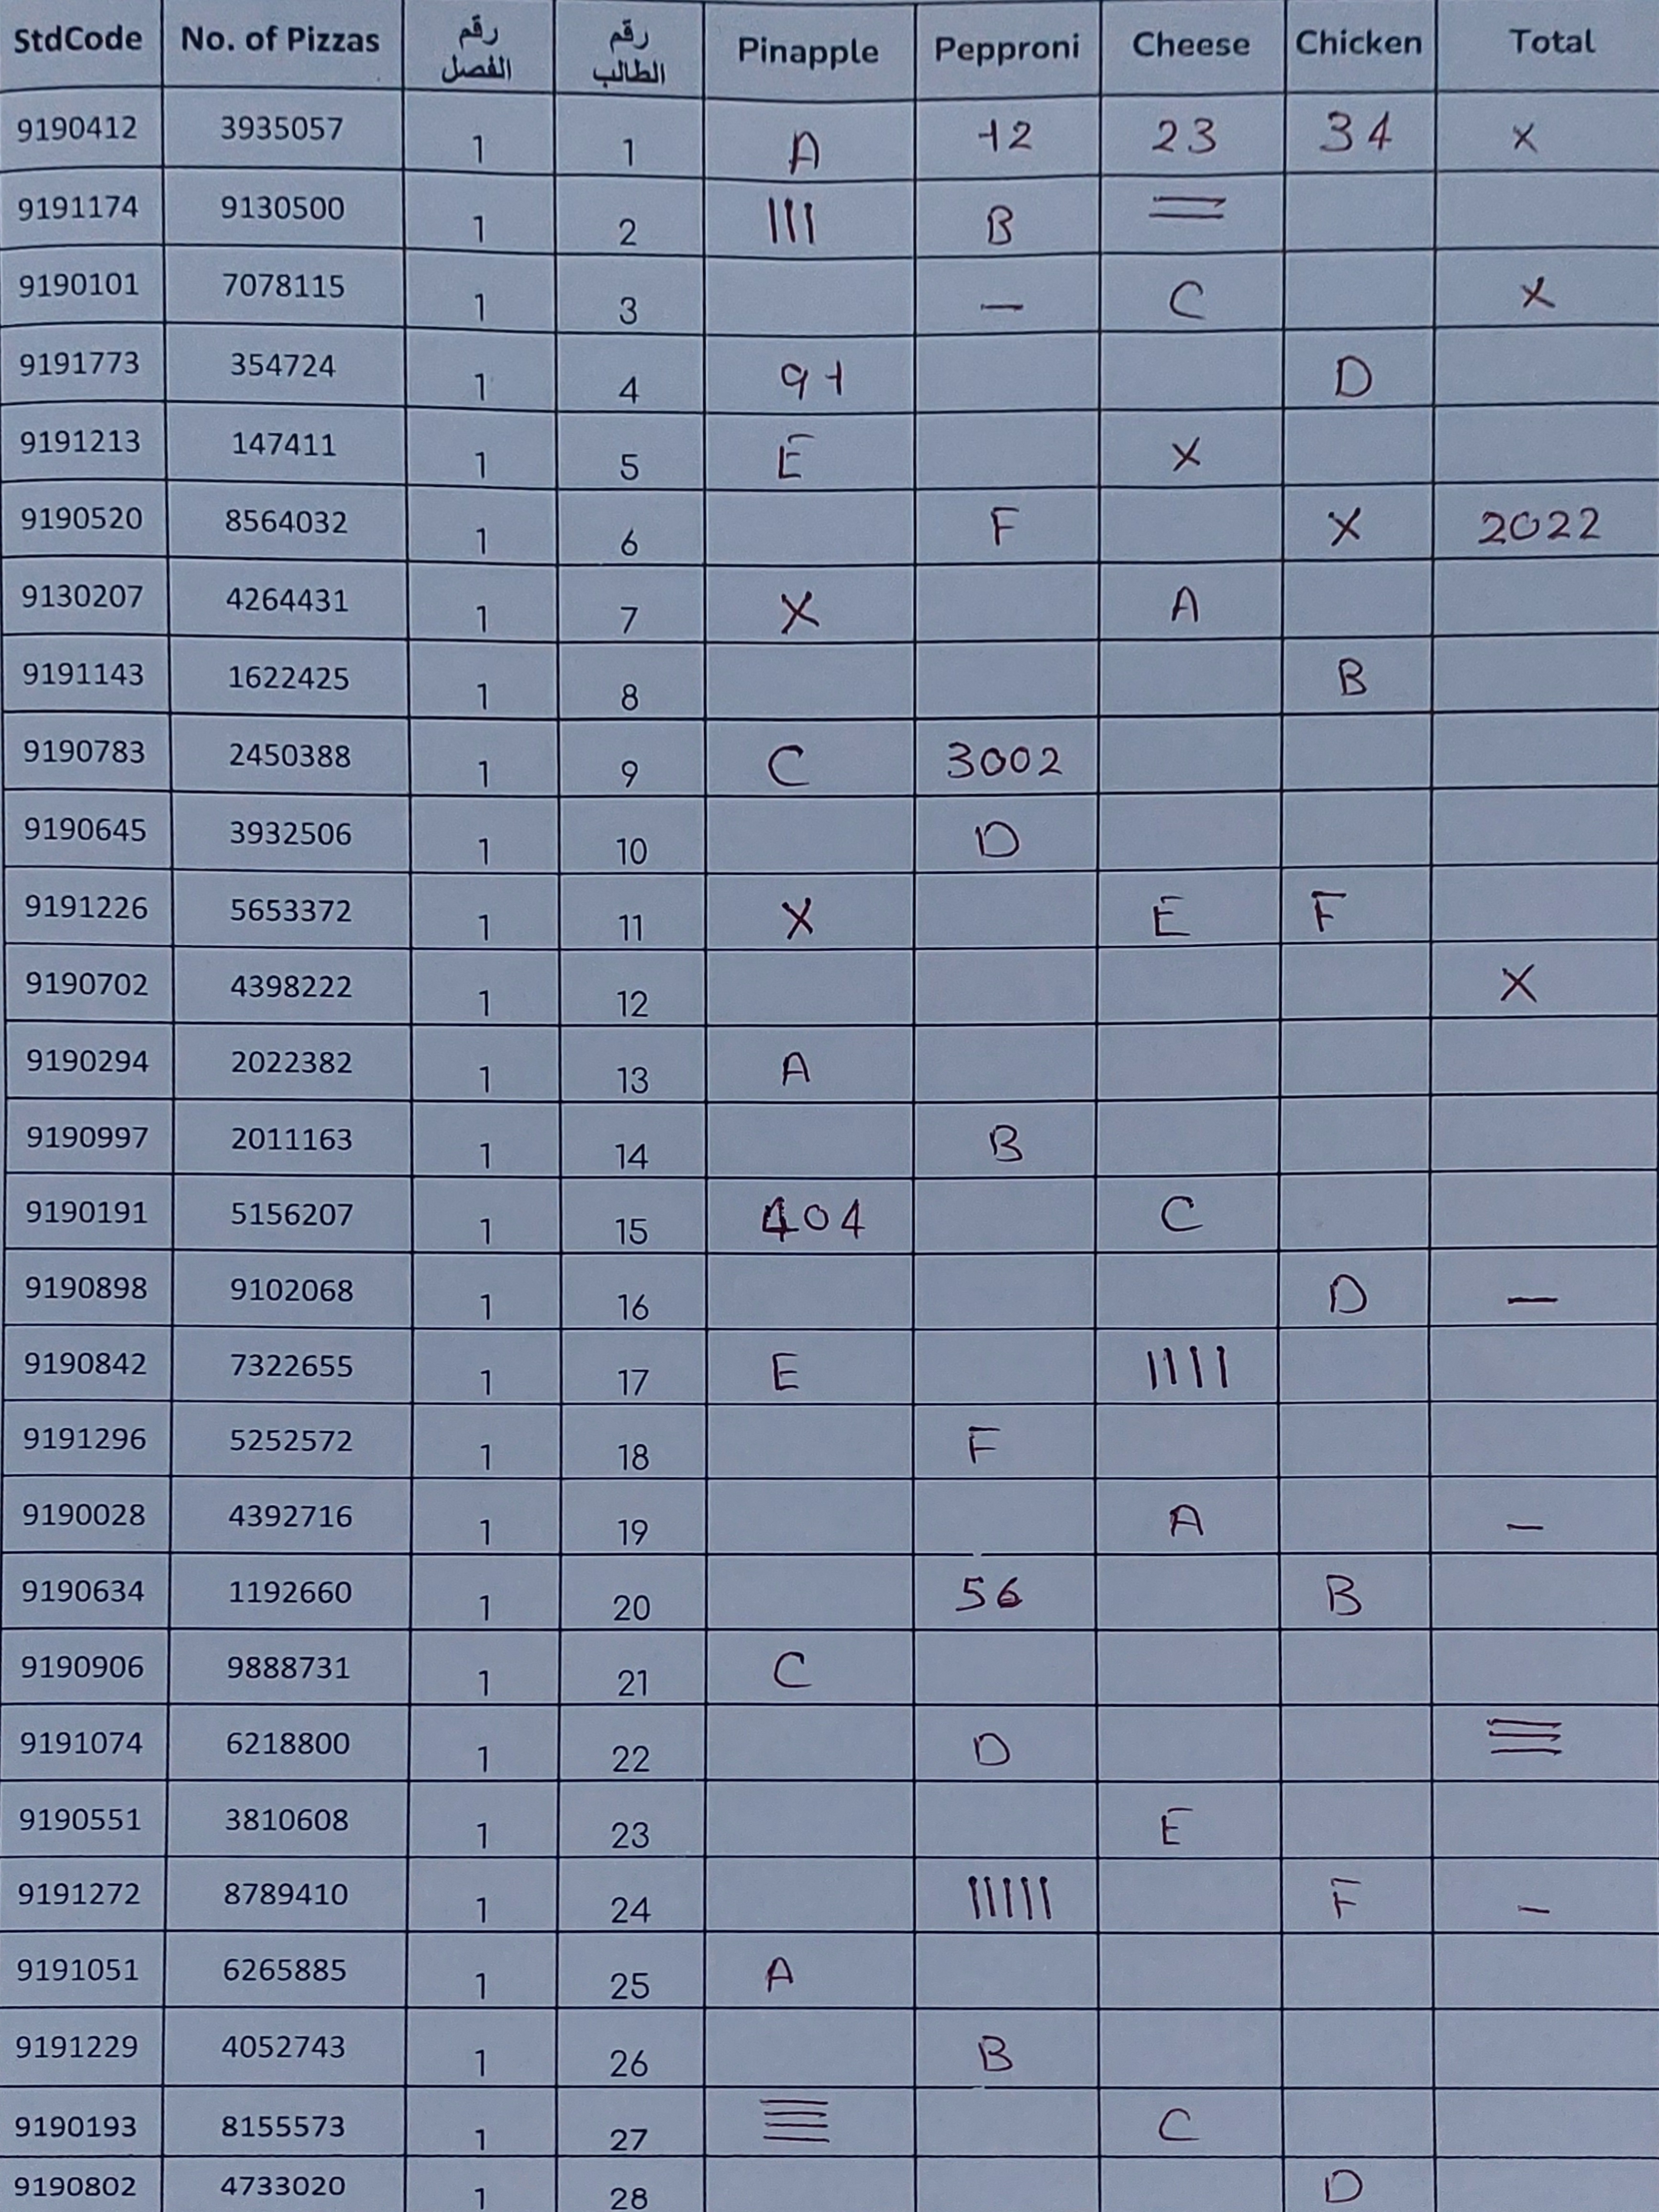 StdCode No. of Pizzas رقم الفصل رقم الطالب Pinapple Pepproni Cheese Chicken Total
9190412 3935057 1 1 A 12 23 34 X
9191174 9130500 1 2 ||| B =
9190101 7078115 1 3 — C X
9191773 354724 1 4 91 D
9191213 147411 1 5 E X
9190520 8564032 1 6 F X 2022
9130207 4264431 1 7 X A
9191143 1622425 1 8 B
9190783 2450388 1 9 C 3002
9190645 3932506 1 10 D
9191226 5653372 1 11 X E F
9190702 4398222 1 12 X
9190294 2022382 1 13 A
9190997 2011163 1 14 B
9190191 5156207 1 15 404 C
9190898 9102068 1 16 D —
9190842 7322655 1 17 E ||||
9191296 5252572 1 18 F
9190028 4392716 1 19 A —
9190634 1192660 1 20 56 B
9190906 9888731 1 21 C
9191074 6218800 1 22 D ☰
9190551 3810608 1 23 E
9191272 8789410 1 24 ||||| F —
9191051 6265885 1 25 A
9191229 4052743 1 26 B
9190193 8155573 1 27 C
9190802 4733020 1 28 D